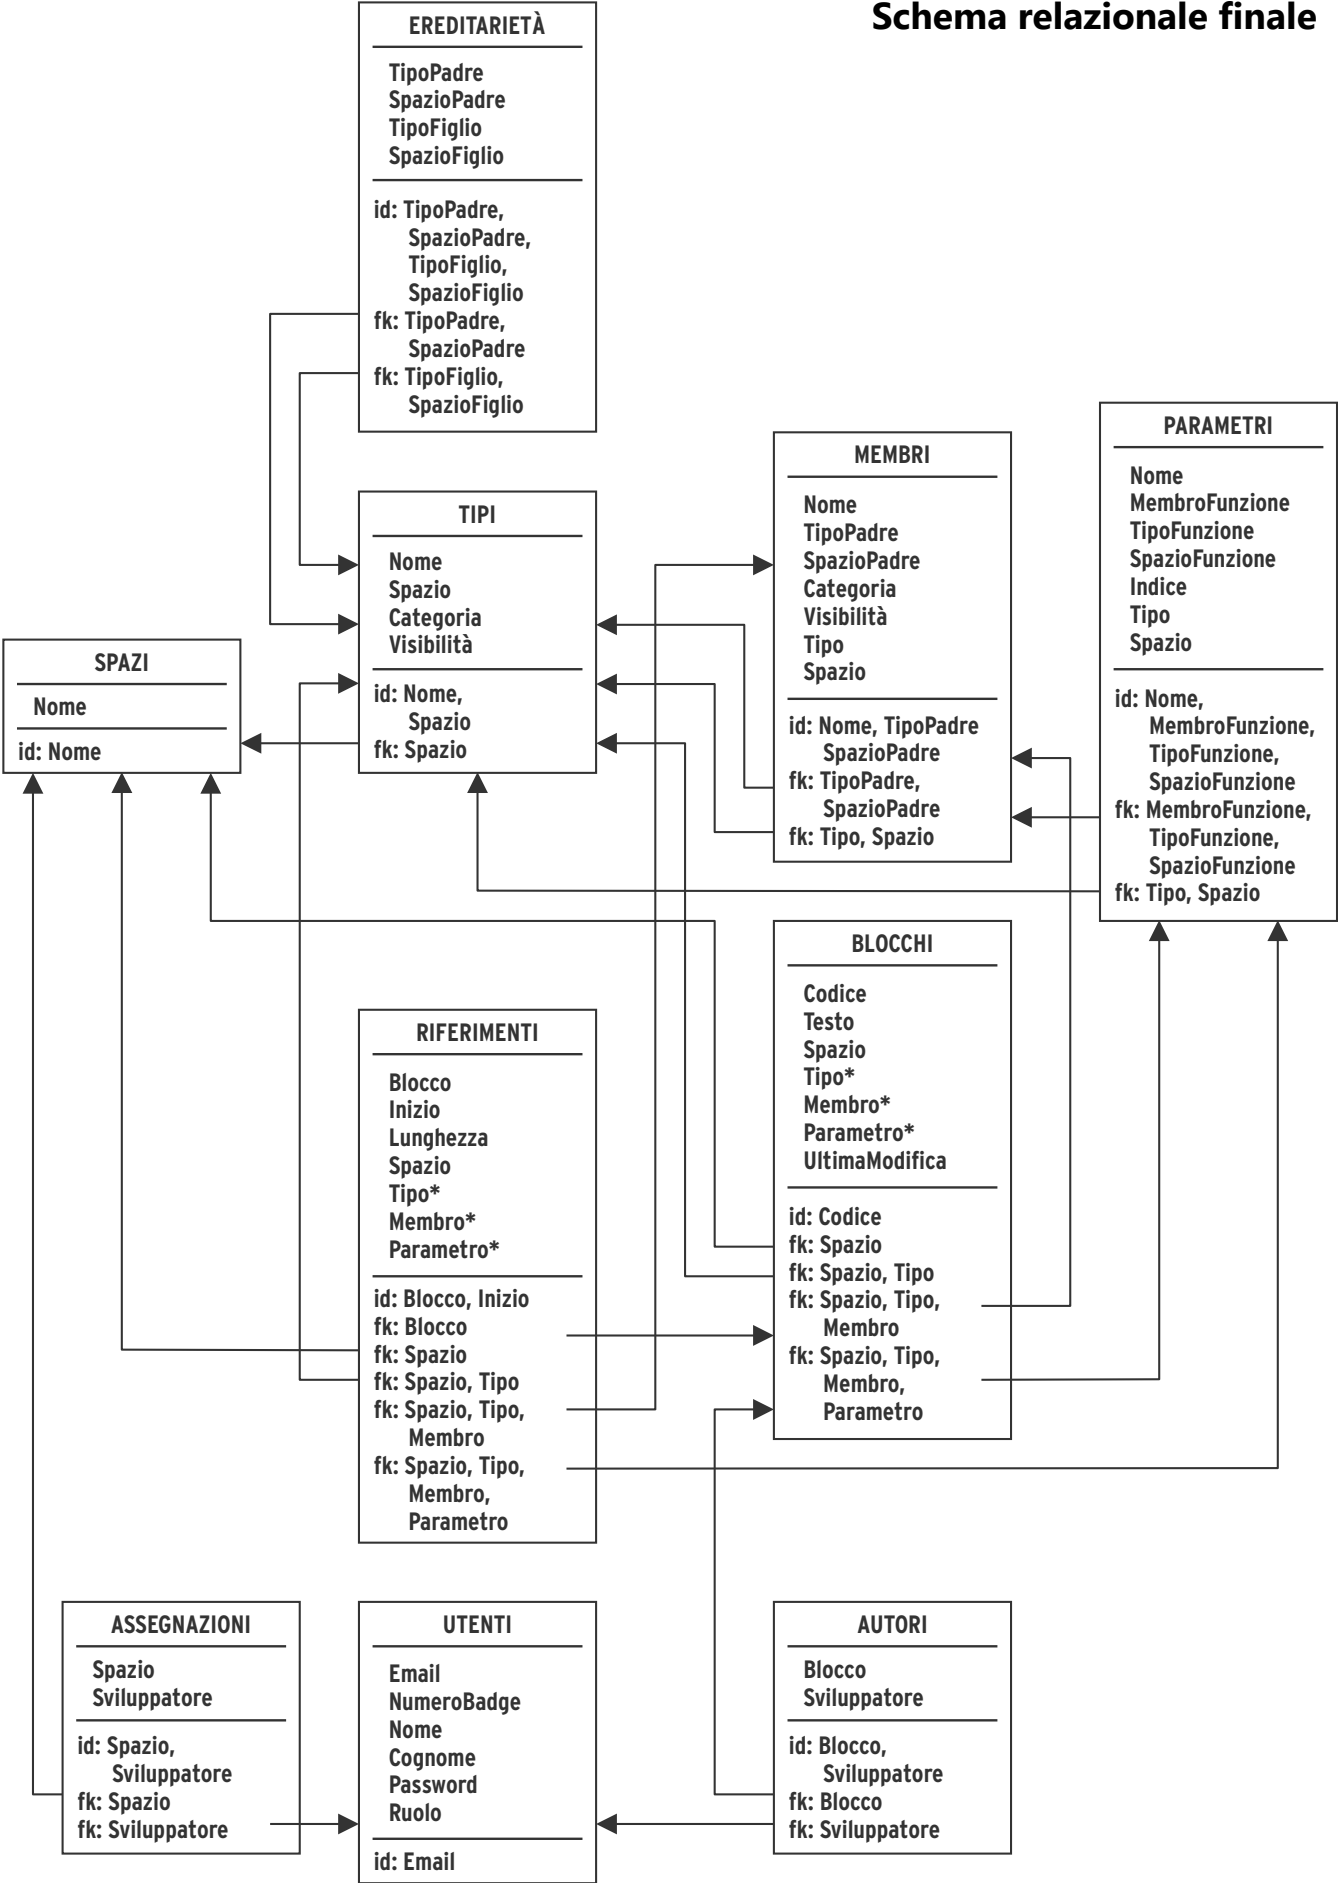 Schema relazionale finale
EREDITARIETÀ
TipoPadre
SpazioPadre
TipoFiglio
SpazioFiglio
id: TipoPadre,
SpazioPadre,
TipoFiglio,
SpazioFiglio
fk: TipoPadre,
SpazioPadre
fk: TipoFiglio,
SpazioFiglio
TIPI
Nome
Spazio
Categoria
Visibilità
id: Nome,
Spazio
fk: Spazio
SPAZI
Nome
id: Nome
MEMBRI
Nome
TipoPadre
SpazioPadre
Categoria
Visibilità
Tipo
Spazio
id: Nome, TipoPadre
SpazioPadre
fk: TipoPadre,
SpazioPadre
fk: Tipo, Spazio
PARAMETRI
Nome
MembroFunzione
TipoFunzione
SpazioFunzione
Indice
Tipo
Spazio
id: Nome,
MembroFunzione,
TipoFunzione,
SpazioFunzione
fk: MembroFunzione,
TipoFunzione,
SpazioFunzione
fk: Tipo, Spazio
RIFERIMENTI
Blocco
Inizio
Lunghezza
Spazio
Tipo*
Membro*
Parametro*
id: Blocco, Inizio
fk: Blocco
fk: Spazio
fk: Spazio, Tipo
fk: Spazio, Tipo,
Membro
fk: Spazio, Tipo,
Membro,
Parametro
BLOCCHI
Codice
Testo
Spazio
Tipo*
Membro*
Parametro*
UltimaModifica
id: Codice
fk: Spazio
fk: Spazio, Tipo
fk: Spazio, Tipo,
Membro
fk: Spazio, Tipo,
Membro,
Parametro
ASSEGNAZIONI
Spazio
Sviluppatore
id: Spazio,
Sviluppatore
fk: Spazio
fk: Sviluppatore
UTENTI
Email
NumeroBadge
Nome
Cognome
Password
Ruolo
id: Email
AUTORI
Blocco
Sviluppatore
id: Blocco,
Sviluppatore
fk: Blocco
fk: Sviluppatore